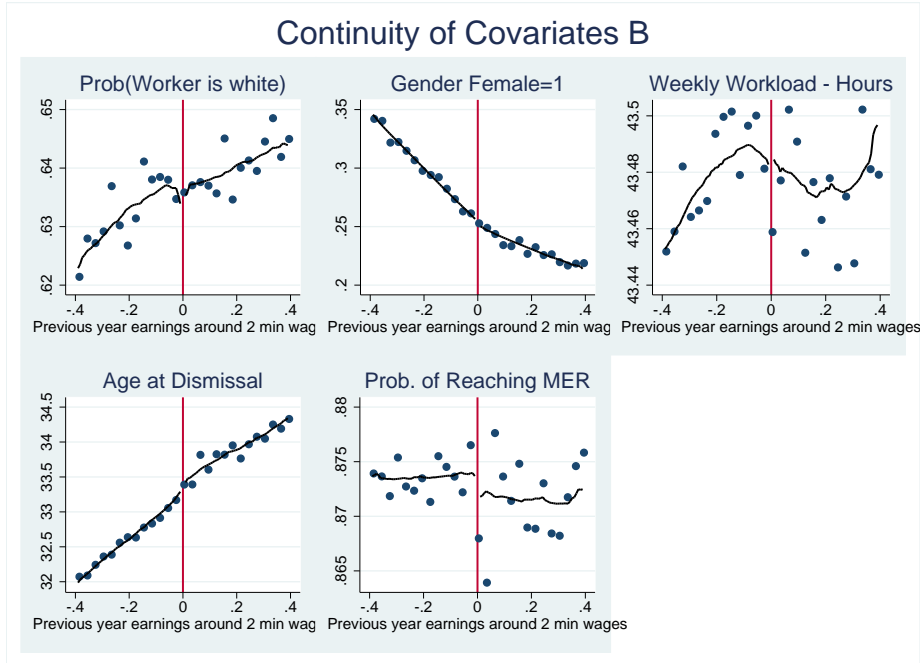 Continuity of Covariates B
Prob(Worker is white)
.62 .63 .64 .65
-.4 -.2 0 .2 .4
Previous year earnings around 2 min wag
Gender Female=1
.2 .25 .3 .35
-.4 -.2 0 .2 .4
Previous year earnings around 2 min wages
Weekly Workload - Hours
43.44 43.46 43.48 43.5
-.4 -.2 0 .2 .4
Previous year earnings around 2 min wages
Age at Dismissal
32 32.5 33 33.5 34 34.5
-.4 -.2 0 .2 .4
Previous year earnings around 2 min wag
Prob. of Reaching MER
.865 .87 .875 .88
-.4 -.2 0 .2 .4
Previous year earnings around 2 min wages